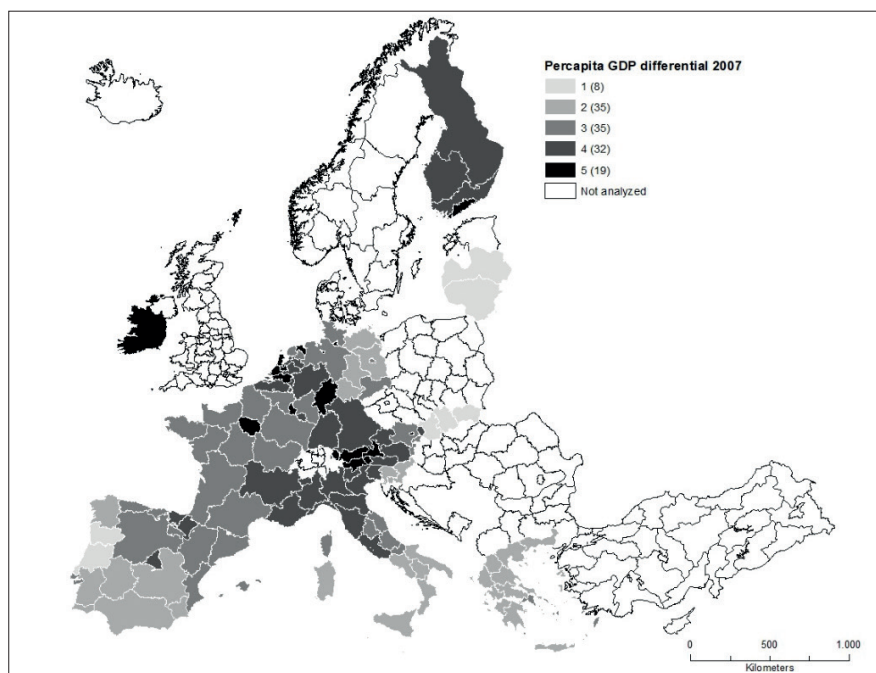 Percapita GDP differential 2007
1 (8)
2 (35)
3 (35)
4 (32)
5 (19)
Not analyzed
0 500 1.000
Kilometers